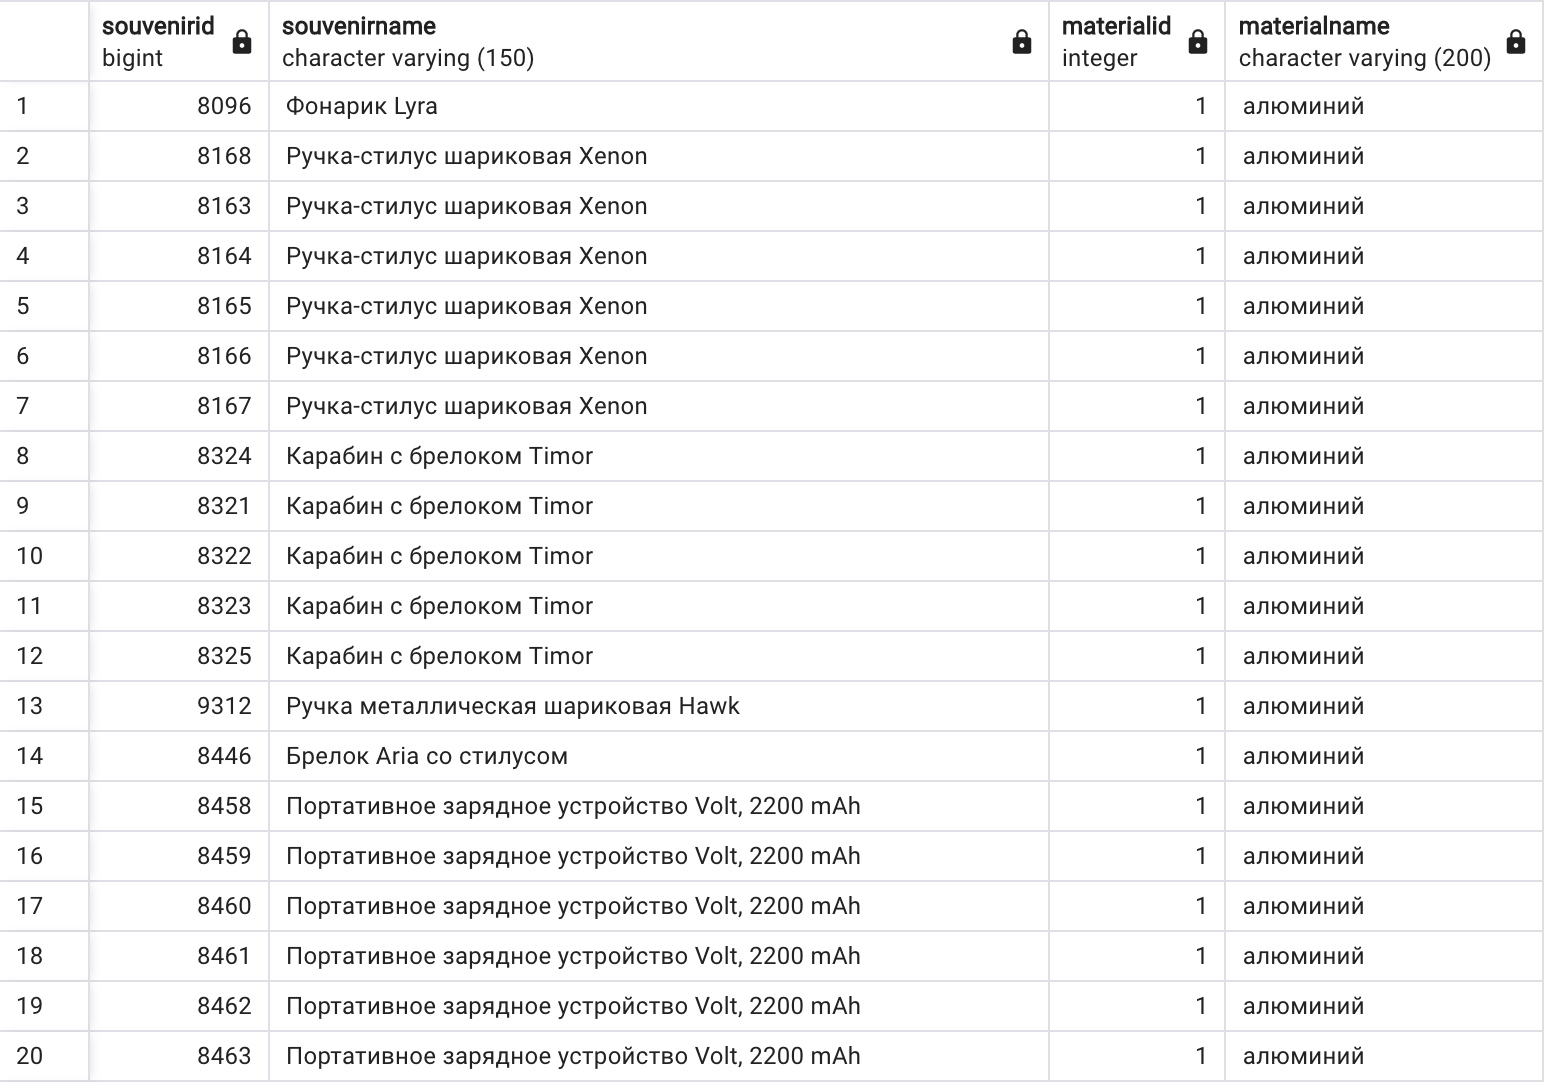 souvenirid souvenirname materialid materialname
bigint character varying (150) integer character varying (200)
1 8096 Фонарик Lyra 1 алюминий
2 8168 Ручка-стилус шариковая Xenon 1 алюминий
3 8163 Ручка-стилус шариковая Xenon 1 алюминий
4 8164 Ручка-стилус шариковая Xenon 1 алюминий
5 8165 Ручка-стилус шариковая Xenon 1 алюминий
6 8166 Ручка-стилус шариковая Xenon 1 алюминий
7 8167 Ручка-стилус шариковая Xenon 1 алюминий
8 8324 Карабин с брелоком Timor 1 алюминий
9 8321 Карабин с брелоком Timor 1 алюминий
10 8322 Карабин с брелоком Timor 1 алюминий
11 8323 Карабин с брелоком Timor 1 алюминий
12 8325 Карабин с брелоком Timor 1 алюминий
13 9312 Ручка металлическая шариковая Hawk 1 алюминий
14 8446 Брелок Aria со стилусом 1 алюминий
15 8458 Портативное зарядное устройство Volt, 2200 mAh 1 алюминий
16 8459 Портативное зарядное устройство Volt, 2200 mAh 1 алюминий
17 8460 Портативное зарядное устройство Volt, 2200 mAh 1 алюминий
18 8461 Портативное зарядное устройство Volt, 2200 mAh 1 алюминий
19 8462 Портативное зарядное устройство Volt, 2200 mAh 1 алюминий
20 8463 Портативное зарядное устройство Volt, 2200 mAh 1 алюминий